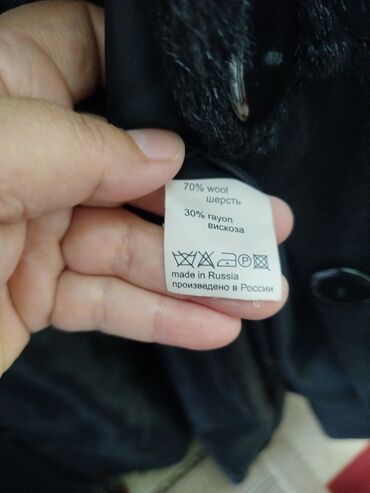 70% wool
шерсть
30% rayon
вискоза
made in Russia
произведено в России